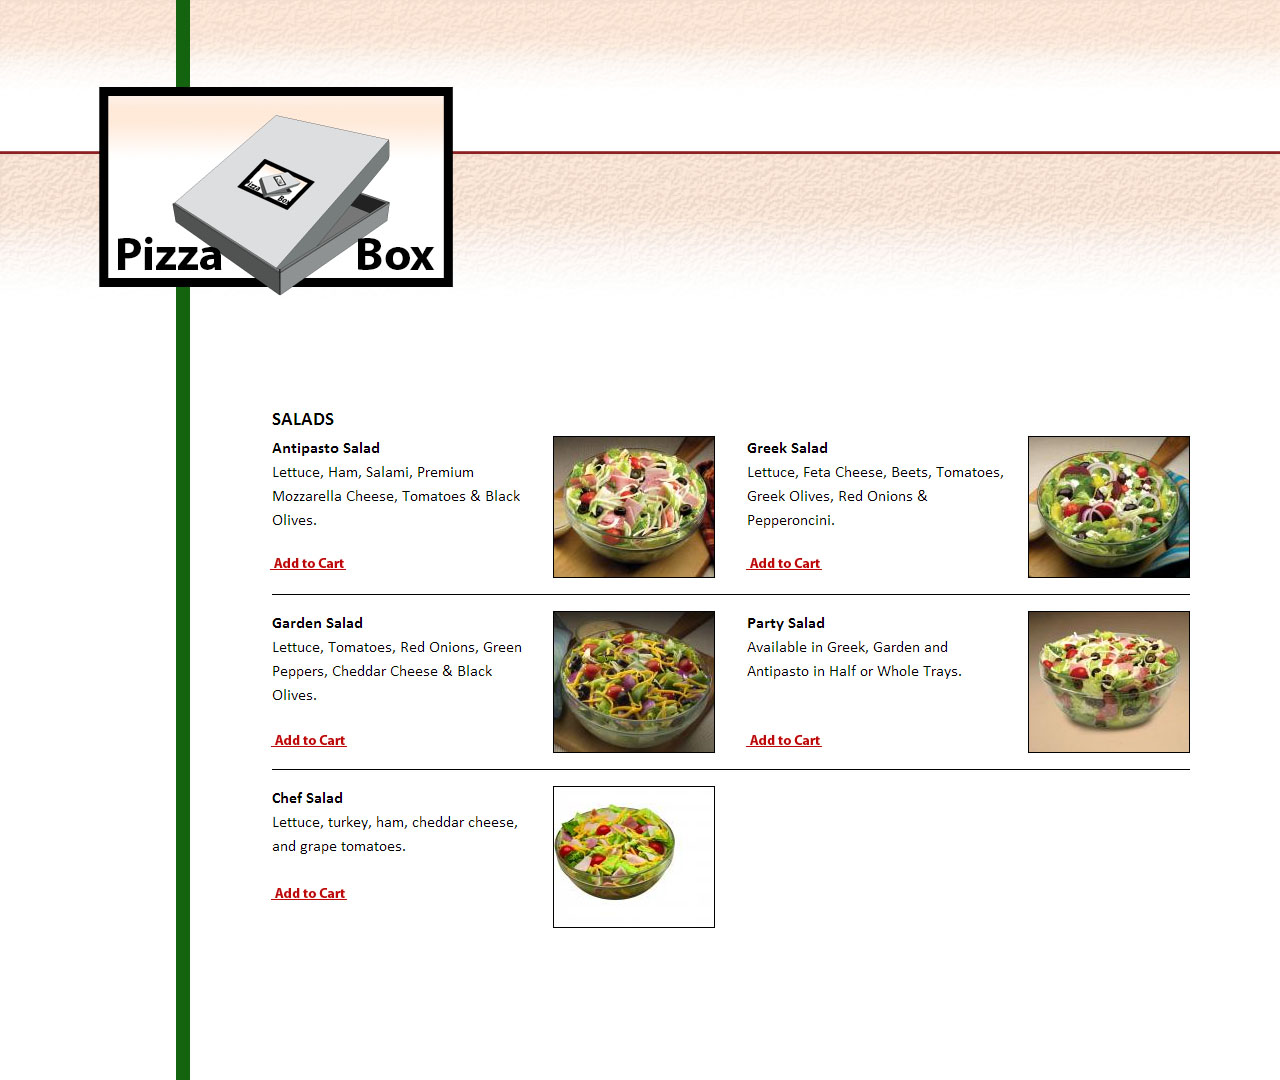 Pizza Box
Pizza Box
SALADS
Antipasto Salad
Lettuce, Ham, Salami, Premium
Mozzarella Cheese, Tomatoes & Black
Olives.
Add to Cart
Greek Salad
Lettuce, Feta Cheese, Beets, Tomatoes,
Greek Olives, Red Onions &
Pepperoncini.
Add to Cart
Garden Salad
Lettuce, Tomatoes, Red Onions, Green
Peppers, Cheddar Cheese & Black
Olives.
Add to Cart
Party Salad
Available in Greek, Garden and
Antipasto in Half or Whole Trays.
Add to Cart
Chef Salad
Lettuce, turkey, ham, cheddar cheese,
and grape tomatoes.
Add to Cart